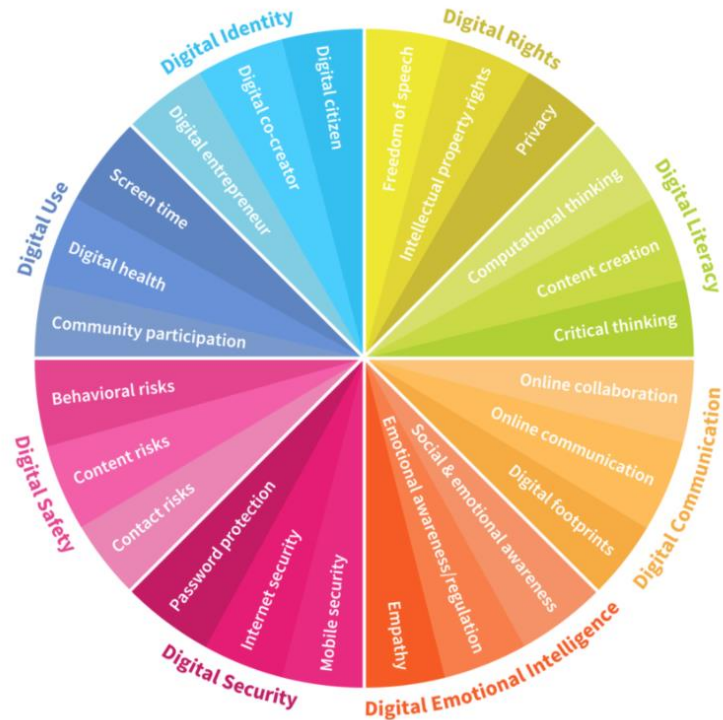 Digital Identity
Digital citizen
Digital co-creator
Digital entrepreneur
Digital Rights
Freedom of speech
Intellectual property rights
Privacy
Digital Literacy
Computational thinking
Content creation
Critical thinking
Digital Communication
Online collaboration
Online communication
Digital footprints
Digital Emotional Intelligence
Social & emotional awareness
Emotional awareness/regulation
Empathy
Digital Security
Mobile security
Internet security
Password protection
Digital Safety
Contact risks
Content risks
Behavioral risks
Digital Use
Community participation
Digital health
Screen time